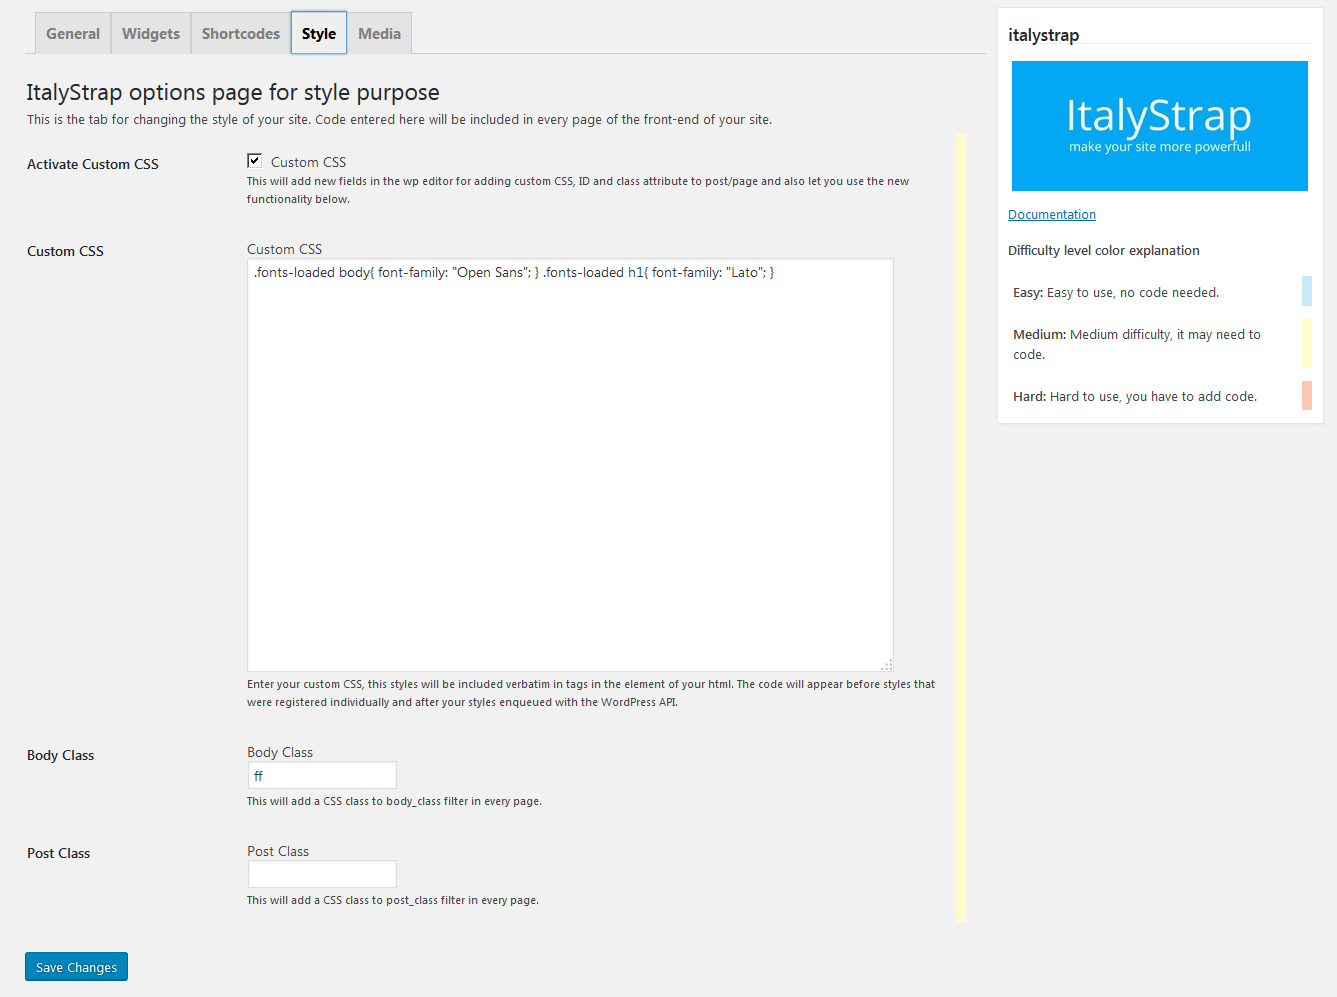 General Widgets Shortcodes Style Media
ItalyStrap options page for style purpose
This is the tab for changing the style of your site. Code entered here will be included in every page of the front-end of your site.
Activate Custom CSS
Custom CSS
This will add new fields in the wp editor for adding custom CSS, ID and class attribute to post/page and also let you use the new
functionality below.
Custom CSS
Custom CSS
.fonts-loaded body{ font-family: "Open Sans"; } .fonts-loaded h1{ font-family: "Lato"; }
Enter your custom CSS, this styles will be included verbatim in tags in the element of your html. The code will appear before styles that
were registered individually and after your styles enqueued with the WordPress API.
Body Class
Body Class
ff
This will add a CSS class to body_class filter in every page.
Post Class
Post Class
This will add a CSS class to post_class filter in every page.
Save Changes
italystrap
ItalyStrap
make your site more powerfull
Documentation
Difficulty level color explanation
Easy: Easy to use, no code needed.
Medium: Medium difficulty, it may need to
code.
Hard: Hard to use, you have to add code.